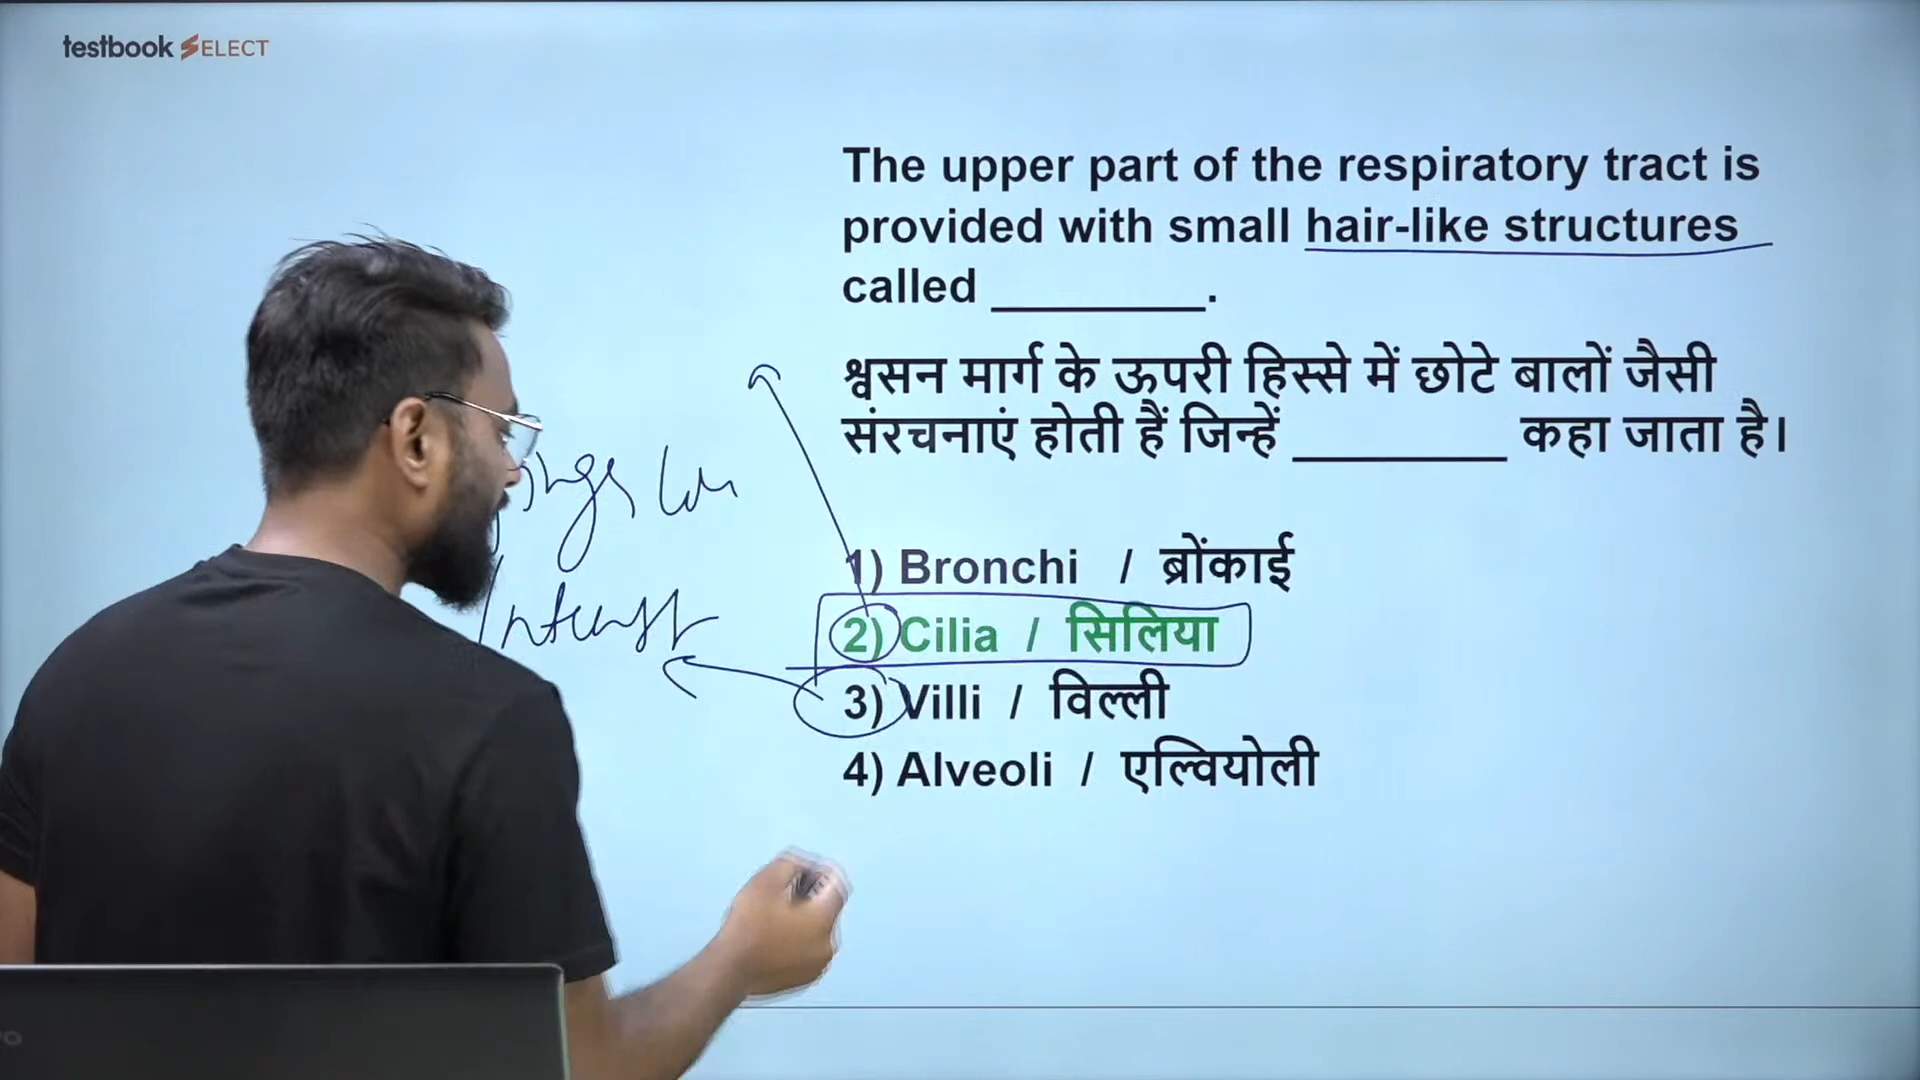 testbook SELECT
The upper part of the respiratory tract is
provided with small hair-like structures
called ________.
श्वसन मार्ग के ऊपरी हिस्से में छोटे बालों जैसी
संरचनाएं होती हैं जिन्हें ________ कहा जाता है।
1) Bronchi / ब्रोंकाई
2) Cilia / सिलिया
3) Villi / विल्ली
4) Alveoli / एल्वियोली